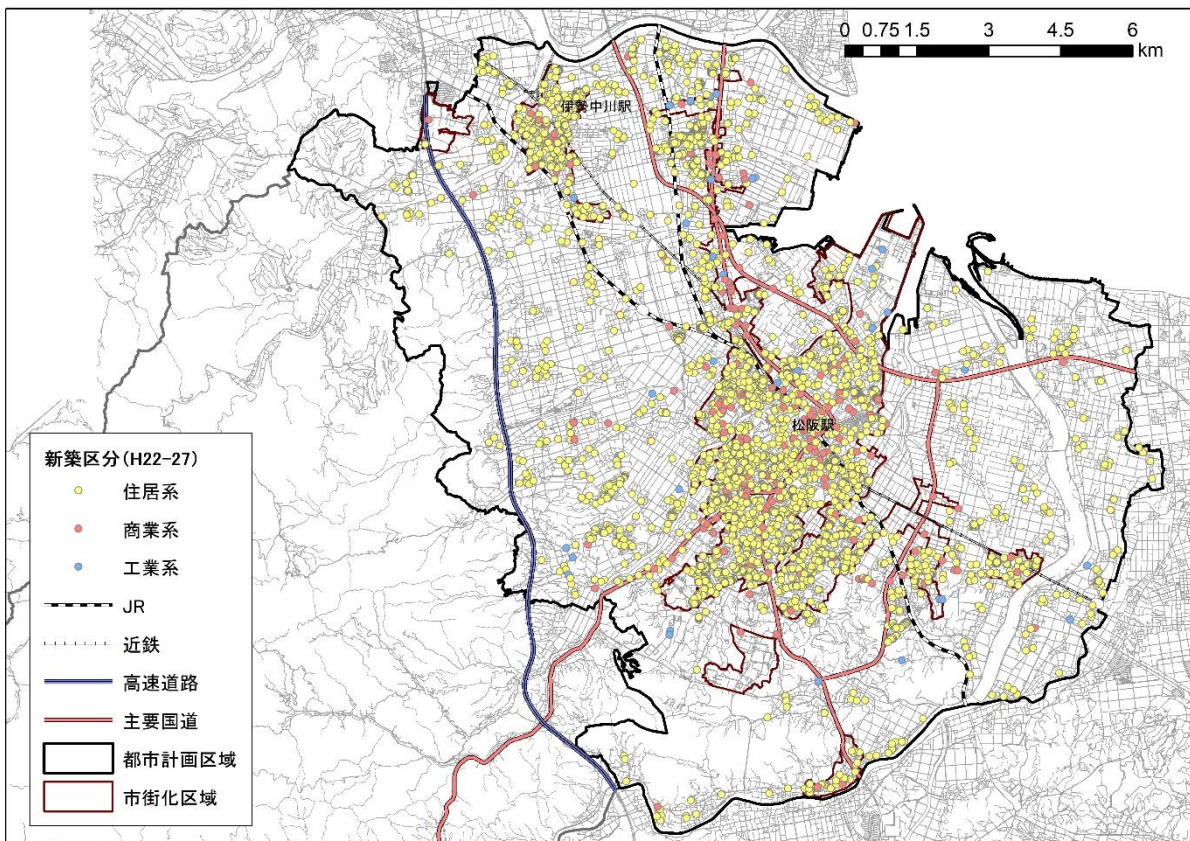 0 0.75 1.5 3 4.5 6
km
伊勢中川駅
松阪駅
新築区分(H22-27)
住居系
商業系
工業系
JR
近鉄
高速道路
主要国道
都市計画区域
市街化区域